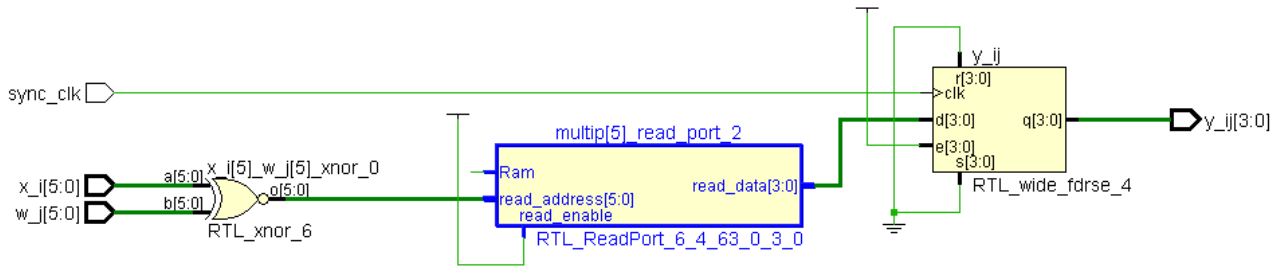 y_ij
r[3:0]
sync_clk
clk
d[3:0]
q[3:0]
y_ij[3:0]
multip[5]_read_port_2
e[3:0]
s[3:0]
x_i[5]_w_j[5]_xnor_0
Ram
RTL_wide_fdrse_4
x_i[5:0]
a[5:0]
o[5:0]
read_data[3:0]
w_j[5:0]
b[5:0]
read_address[5:0]
read_enable
RTL_xnor_6
RTL_ReadPort_6_4_63_0_3_0